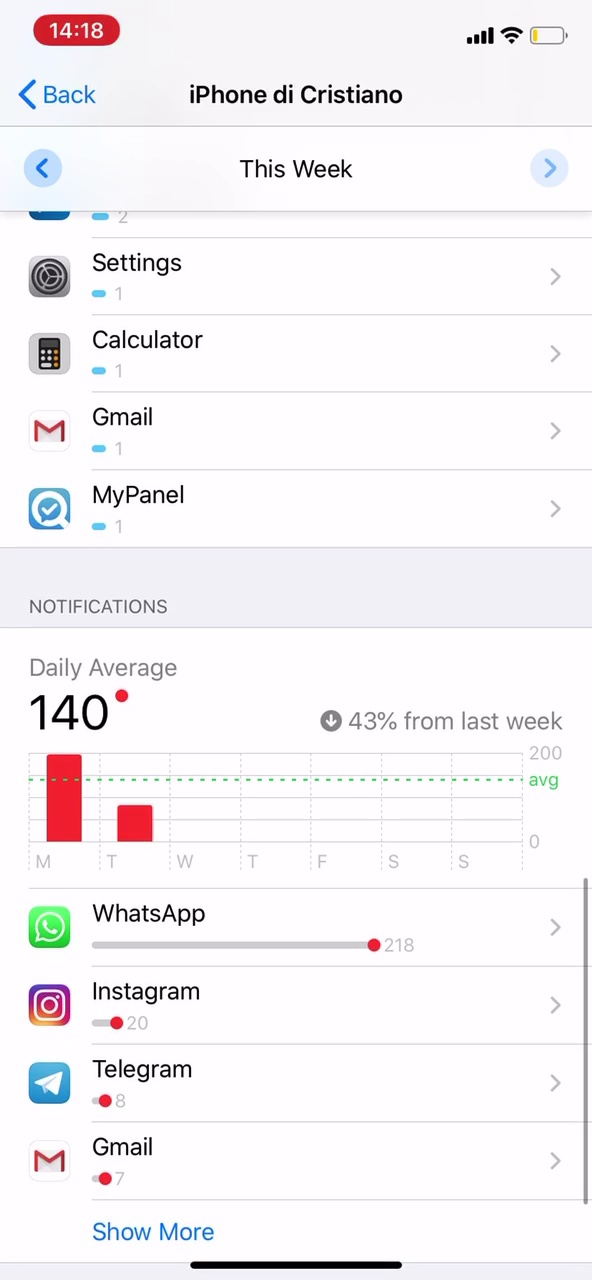 14:18
Back
iPhone di Cristiano
This Week
2
Settings
1
Calculator
1
Gmail
1
MyPanel
1
NOTIFICATIONS
Daily Average
140
43% from last week
200
avg
0
M T W T F S S
WhatsApp
218
Instagram
20
Telegram
8
Gmail
7
Show More